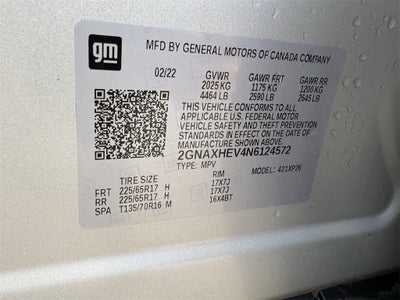 gm
MFD BY GENERAL MOTORS OF CANADA COMPANY
02/22 GVWR GAWR FRT GAWR RR
2025 KG 1175 KG 1200 KG
4464 LB 2590 LB 2645 LB
THIS VEHICLE CONFORMS TO ALL
APPLICABLE U.S. FEDERAL MOTOR
VEHICLE SAFETY AND THEFT PREVENTION
STANDARDS IN EFFECT ON THE DATE
OF MANUFACTURE SHOWN ABOVE.
2GNAXHEV4N6124572
TYPE: MPV MODEL: 421XP26
TIRE SIZE RIM
FRT 225/65R17 H 17X7J
RR 225/65R17 H 17X7J
SPA T135/70R16 M 16X4BT